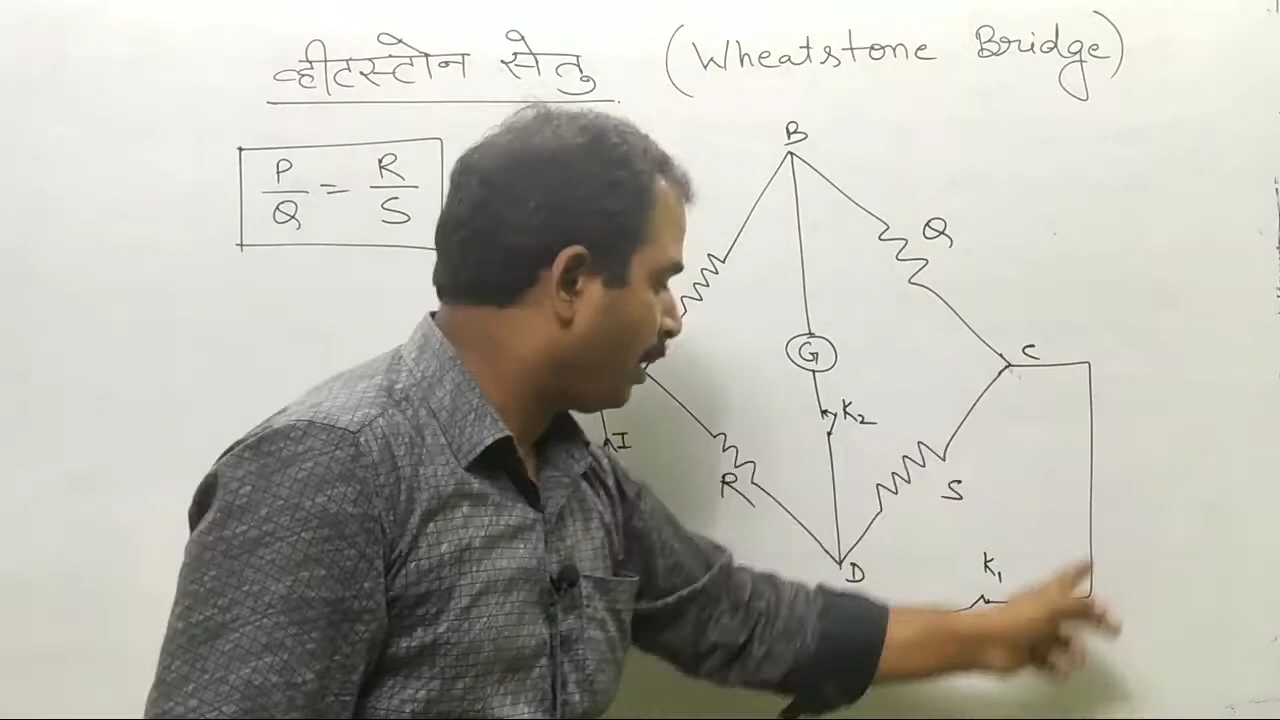 व्हीटस्टोन सेतु (Wheatstone Bridge)
P/Q = R/S
B
Q
C
G
K₂
I
R
S
D
K₁